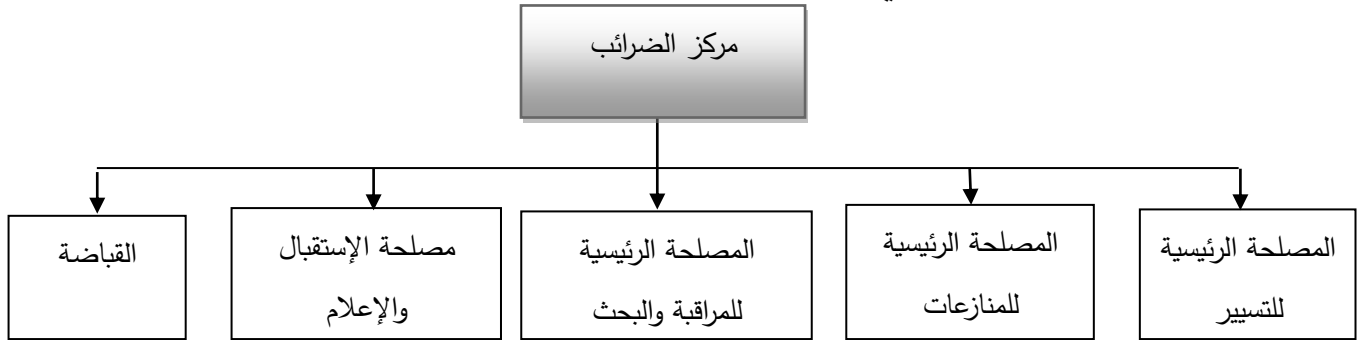 مركز الضرائب
المصلحة الرئيسية
للتسيير
المصلحة الرئيسية
للمنازعات
المصلحة الرئيسية
للمراقبة والبحث
مصلحة الإستقبال
والإعلام
القباضة